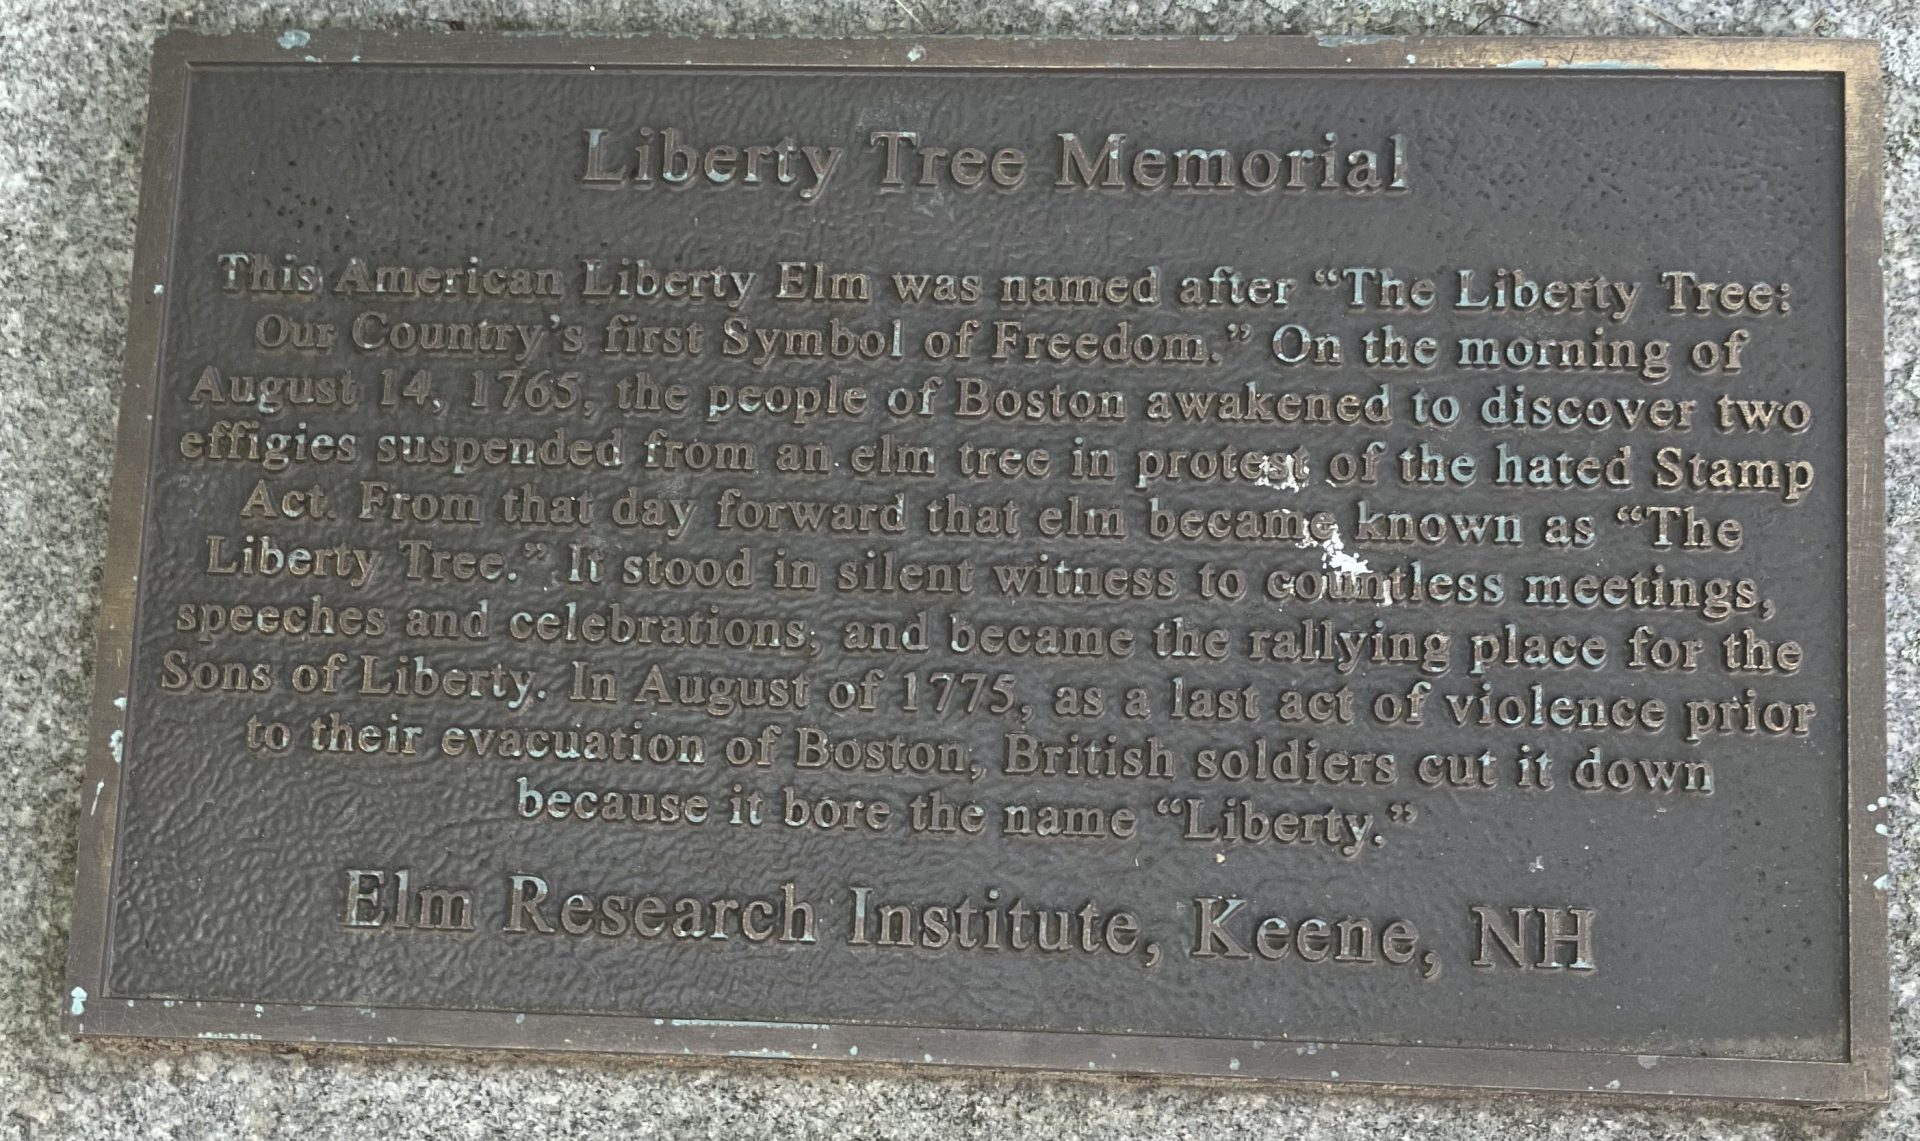 Liberty Tree Memorial
This American Liberty Elm was named after “The Liberty Tree:
Our Country’s first Symbol of Freedom.” On the morning of
August 14, 1765, the people of Boston awakened to discover two
effigies suspended from an elm tree in protest of the hated Stamp
Act. From that day forward that elm became known as “The
Liberty Tree.” It stood in silent witness to countless meetings,
speeches and celebrations, and became the rallying place for the
Sons of Liberty. In August of 1775, as a last act of violence prior
to their evacuation of Boston, British soldiers cut it down
because it bore the name “Liberty.”
Elm Research Institute, Keene, NH